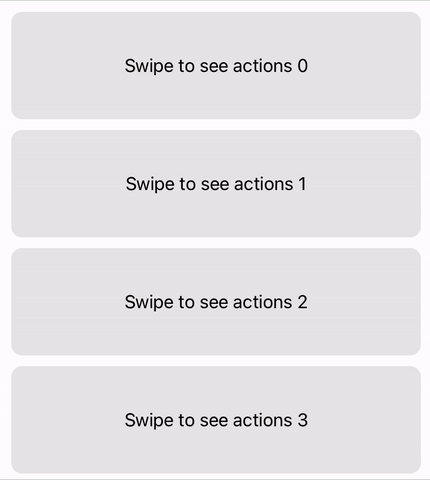 Swipe to see actions 0
Swipe to see actions 1
Swipe to see actions 2
Swipe to see actions 3